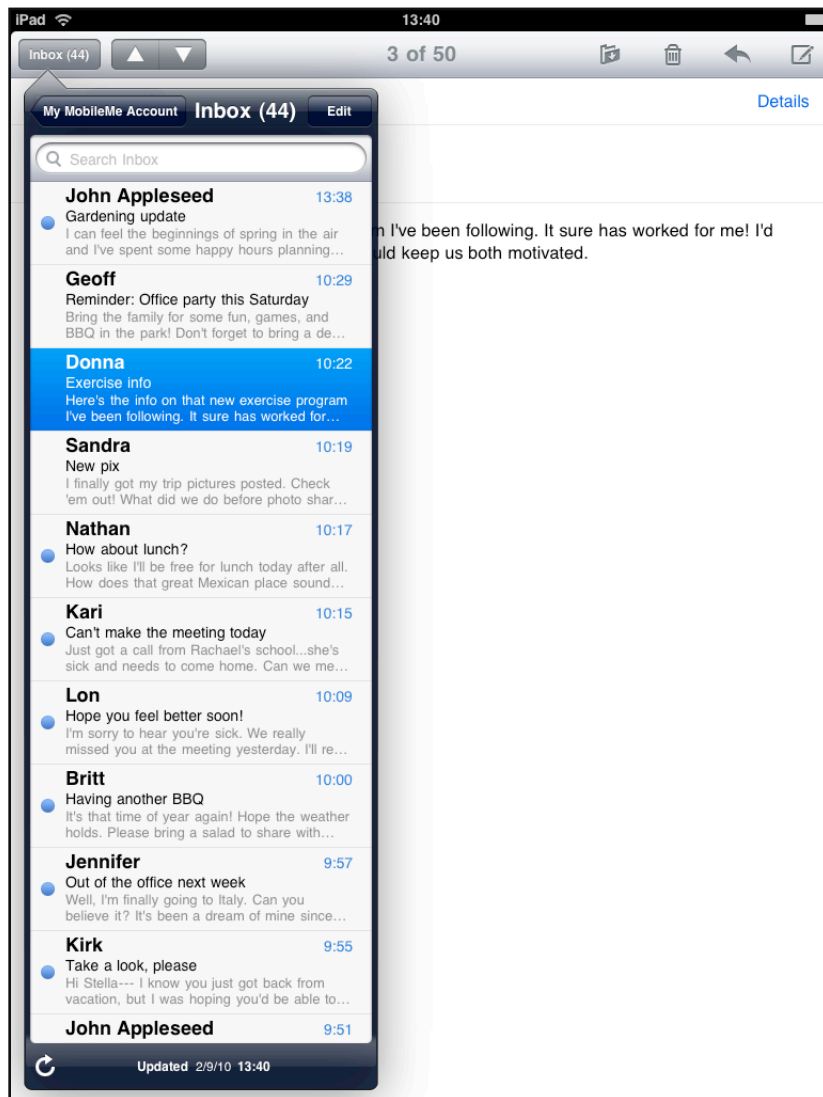 iPad 13:40
Inbox (44) 3 of 50
Details
My MobileMe Account Inbox (44) Edit
Search Inbox
John Appleseed 13:38
Gardening update
I can feel the beginnings of spring in the air
and I've spent some happy hours planning…
I've been following. It sure has worked for me! I'd
keep us both motivated.
Geoff 10:29
Reminder: Office party this Saturday
Bring the family for some fun, games, and
BBQ in the park! Don't forget to bring a de…
Donna 10:22
Exercise info
Here's the info on that new exercise program
I've been following. It sure has worked for…
Sandra 10:19
New pix
I finally got my trip pictures posted. Check
'em out! What did we do before photo shar…
Nathan 10:17
How about lunch?
Looks like I'll be free for lunch today after all.
How does that great Mexican place sound…
Kari 10:15
Can't make the meeting today
Just got a call from Rachael's school...she's
sick and needs to come home. Can we me…
Lon 10:09
Hope you feel better soon!
I'm sorry to hear you're sick. We really
missed you at the meeting yesterday. I'll re…
Britt 10:00
Having another BBQ
It's that time of year again! Hope the weather
holds. Please bring a salad to share with…
Jennifer 9:57
Out of the office next week
Well, I'm finally going to Italy. Can you
believe it? It's been a dream of mine since…
Kirk 9:55
Take a look, please
Hi Stella--- I know you just got back from
vacation, but I was hoping you'd be able to…
John Appleseed 9:51
Updated 2/9/10 13:40